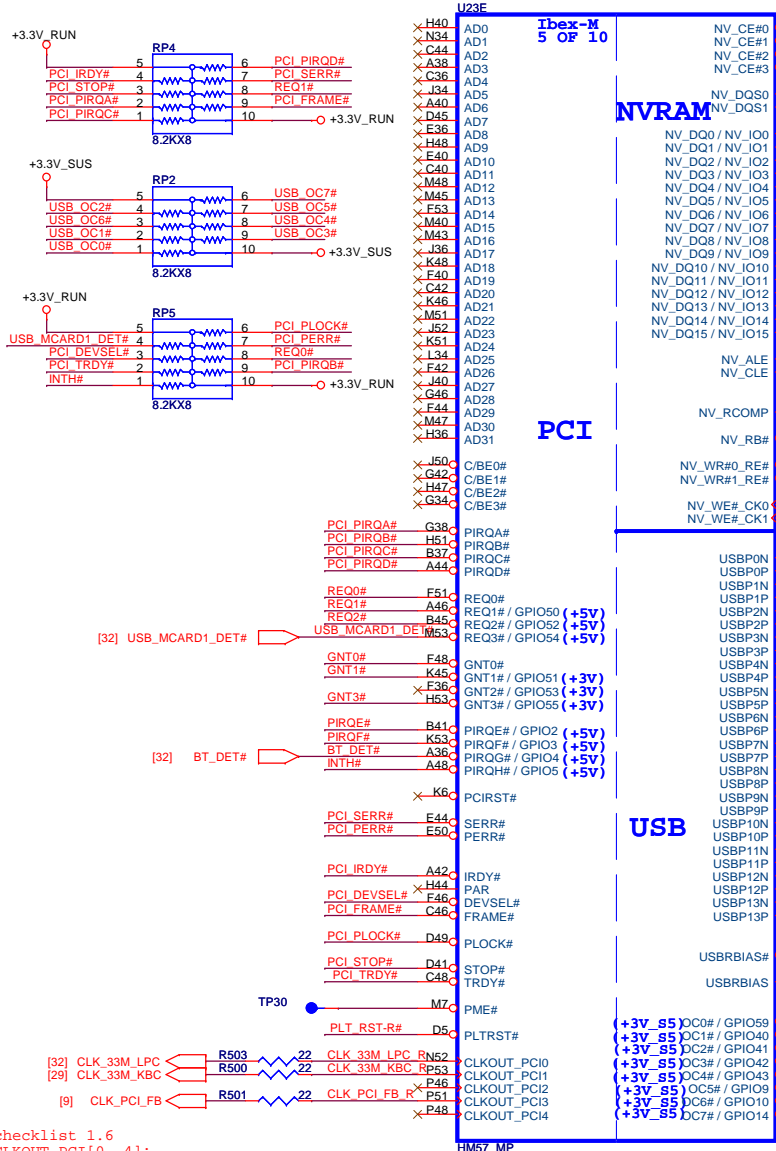 U23E
Ibex-M
5 OF 10
+3.3V_RUN
RP4
5 6 PCI_PIRQD#
PCI_IRDY# 4 7 PCI_SERR#
PCI_STOP# 3 8 REQ1#
PCI_PIRQA# 2 9 PCI_FRAME#
PCI_PIRQC# 1 10 +3.3V_RUN
8.2KX8
+3.3V_SUS
RP2
5 6 USB_OC7#
USB_OC2# 4 7 USB_OC5#
USB_OC6# 3 8 USB_OC4#
USB_OC1# 2 9 USB_OC3#
USB_OC0# 1 10 +3.3V_SUS
8.2KX8
+3.3V_RUN
RP5
5 6 PCI_PLOCK#
USB_MCARD1_DET# 4 7 PCI_PERR#
PCI_DEVSEL# 3 8 REQ0#
PCI_TRDY# 2 9 PCI_PIRQB#
INTH# 1 10 +3.3V_RUN
8.2KX8
H40 AD0
N34 AD1
C44 AD2
A38 AD3
C36 AD4
J34 AD5
A40 AD6
D45 AD7
E36 AD8
H48 AD9
E40 AD10
C40 AD11
M48 AD12
M45 AD13
F53 AD14
M40 AD15
M43 AD16
J36 AD17
K48 AD18
F40 AD19
C42 AD20
K46 AD21
M51 AD22
J52 AD23
K51 AD24
L34 AD25
F42 AD26
J40 AD27
G46 AD28
F44 AD29
M47 AD30
H36 AD31
PCI
J50 C/BE0#
G42 C/BE1#
H47 C/BE2#
G34 C/BE3#
PCI_PIRQA# G38 PIRQA#
PCI_PIRQB# H51 PIRQB#
PCI_PIRQC# B37 PIRQC#
PCI_PIRQD# A44 PIRQD#
REQ0# F51 REQ0#
REQ1# A46 REQ1# / GPIO50 (+5V)
REQ2# B45 REQ2# / GPIO52 (+5V)
[32] USB_MCARD1_DET# USB_MCARD1_DET# M53 REQ3# / GPIO54 (+5V)
GNT0# F48 GNT0#
GNT1# K45 GNT1# / GPIO51 (+3V)
F36 GNT2# / GPIO53 (+3V)
GNT3# H53 GNT3# / GPIO55 (+3V)
PIRQE# B41 PIRQE# / GPIO2 (+5V)
PIRQF# K53 PIRQF# / GPIO3 (+5V)
[32] BT_DET# BT_DET# A36 PIRQG# / GPIO4 (+5V)
INTH# A48 PIRQH# / GPIO5 (+5V)
K6 PCIRST#
PCI_SERR# E44 SERR#
PCI_PERR# E50 PERR#
PCI_IRDY# A42 IRDY#
H44 PAR
PCI_DEVSEL# F46 DEVSEL#
PCI_FRAME# C46 FRAME#
PCI_PLOCK# D49 PLOCK#
PCI_STOP# D41 STOP#
PCI_TRDY# C48 TRDY#
TP30 M7 PME#
PLT_RST-R# D5 PLTRST#
[32] CLK_33M_LPC R503 22 CLK_33M_LPC_R N52 CLKOUT_PCI0
[29] CLK_33M_KBC R500 22 CLK_33M_KBC_R P53 CLKOUT_PCI1
P46 CLKOUT_PCI2
[9] CLK_PCI_FB R501 22 CLK_PCI_FB_R P51 CLKOUT_PCI3
P48 CLKOUT_PCI4
NV_CE#0
NV_CE#1
NV_CE#2
NV_CE#3
NV_DQS0
NVRAM
NV_DQS1
NV_DQ0 / NV_IO0
NV_DQ1 / NV_IO1
NV_DQ2 / NV_IO2
NV_DQ3 / NV_IO3
NV_DQ4 / NV_IO4
NV_DQ5 / NV_IO5
NV_DQ6 / NV_IO6
NV_DQ7 / NV_IO7
NV_DQ8 / NV_IO8
NV_DQ9 / NV_IO9
NV_DQ10 / NV_IO10
NV_DQ11 / NV_IO11
NV_DQ12 / NV_IO12
NV_DQ13 / NV_IO13
NV_DQ14 / NV_IO14
NV_DQ15 / NV_IO15
NV_ALE
NV_CLE
NV_RCOMP
NV_RB#
NV_WR#0_RE#
NV_WR#1_RE#
NV_WE#_CK0
NV_WE#_CK1
USBP0N
USBP0P
USBP1N
USBP1P
USBP2N
USBP2P
USBP3N
USBP3P
USBP4N
USBP4P
USBP5N
USBP5P
USBP6N
USBP6P
USBP7N
USBP7P
USBP8N
USBP8P
USBP9N
USBP9P
USB
USBP10N
USBP10P
USBP11N
USBP11P
USBP12N
USBP12P
USBP13N
USBP13P
USBRBIAS#
USBRBIAS
(+3V_S5) OC0# / GPIO59
(+3V_S5) OC1# / GPIO40
(+3V_S5) OC2# / GPIO41
(+3V_S5) OC3# / GPIO42
(+3V_S5) OC4# / GPIO43
(+3V_S5) OC5# / GPIO9
(+3V_S5) OC6# / GPIO10
(+3V_S5) OC7# / GPIO14
HM57_MP
checklist 1.6
CLKOUT_PCI[0..4]: